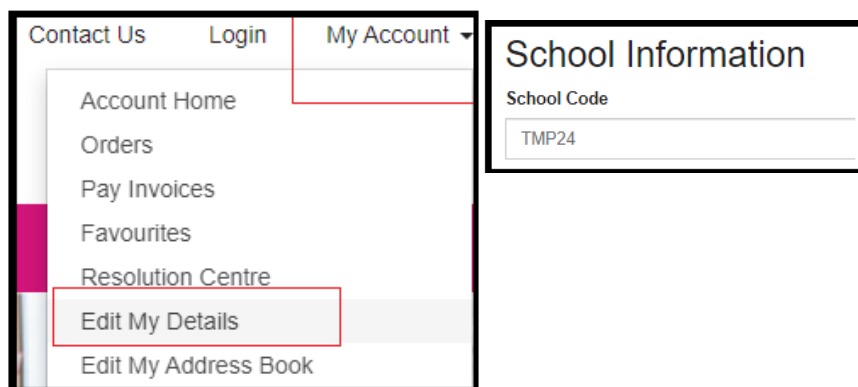 Contact Us Login My Account
Account Home
Orders
Pay Invoices
Favourites
Resolution Centre
Edit My Details
Edit My Address Book
School Information
School Code
TMP24